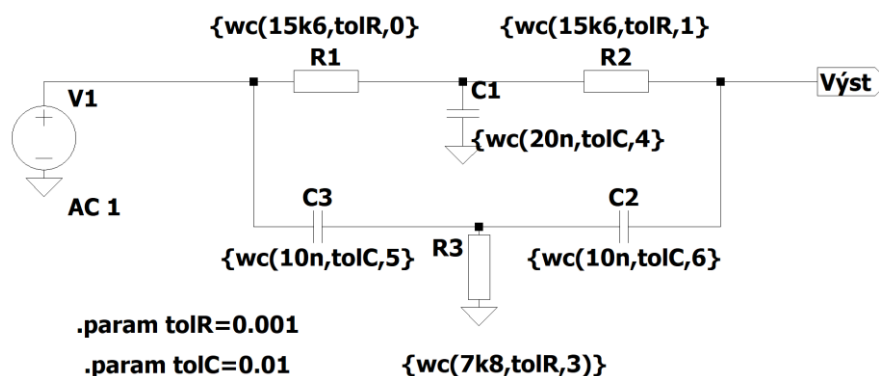 {wc(15k6,tolR,0} {wc(15k6,tolR,1}
R1 R2
V1 C1 Výst
{wc(20n,tolC,4}
AC 1 C3 C2
R3
{wc(10n,tolC,5} {wc(10n,tolC,6}
.param tolR=0.001
.param tolC=0.01 {wc(7k8,tolR,3)}